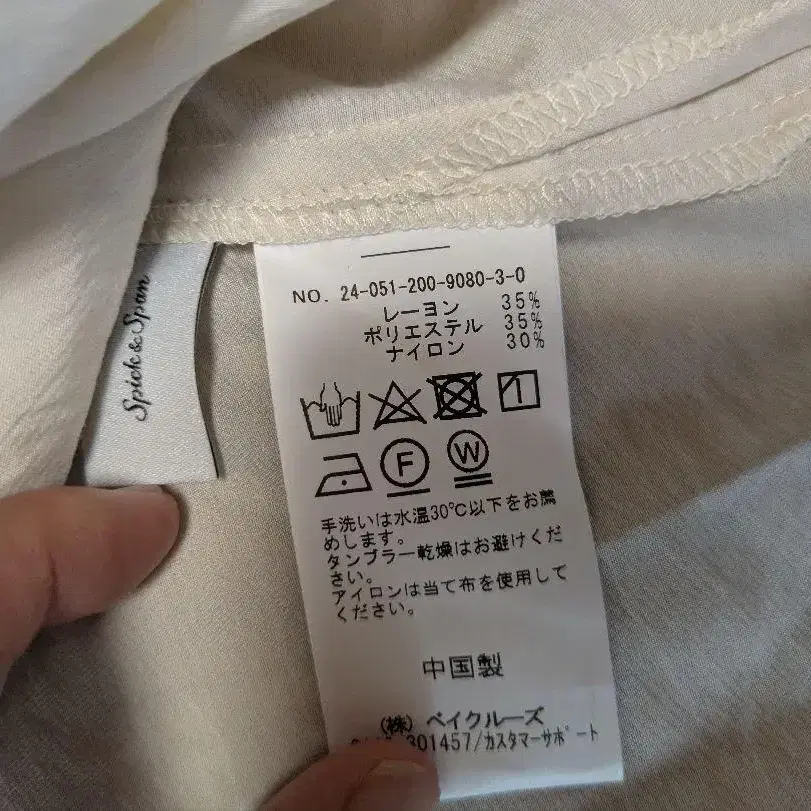 Spick & Span
NO. 24-051-200-9080-3-0
レーヨン 35%
ポリエステル 35%
ナイロン 30%
F
W
手洗いは水温30℃以下をお薦
めします。
タンブラー乾燥はお避けくだ
さい。
アイロンは当て布を使用して
ください。
中国製
(株) ベイクルーズ
301457/カスタマーサポート